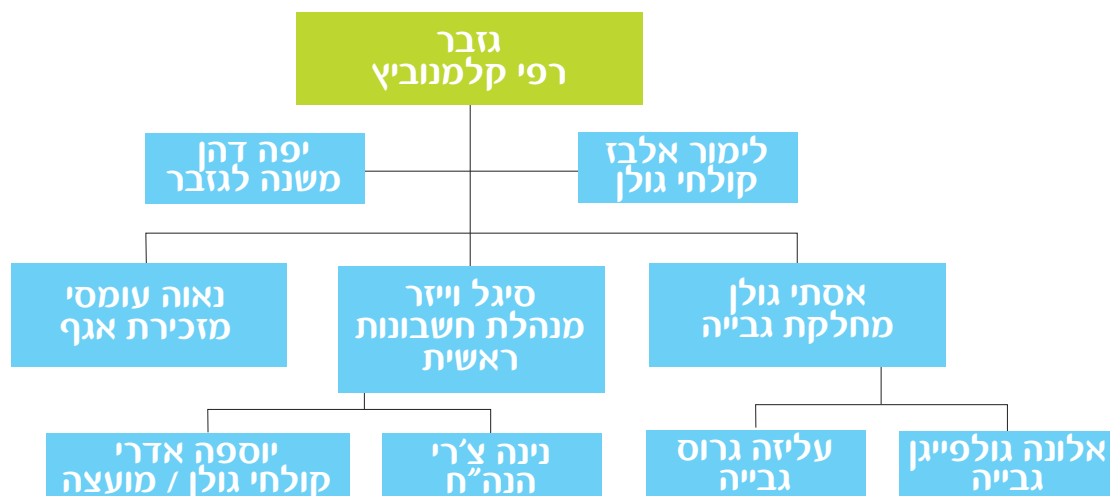 גזבר
רפי קלמנוביץ
לימור אלבז
קולחי גולן
יפה דהן
משנה לגזבר
אסתי גולן
מחלקת גבייה
סיגל וייזר
מנהלת חשבונות
ראשית
נאוה עומסי
מזכירת אגף
אלונה גולפייגן
גבייה
עליזה גרוס
גבייה
נינה צ'רי
הנה"ח
יוספה אדרי
קולחי גולן / מועצה